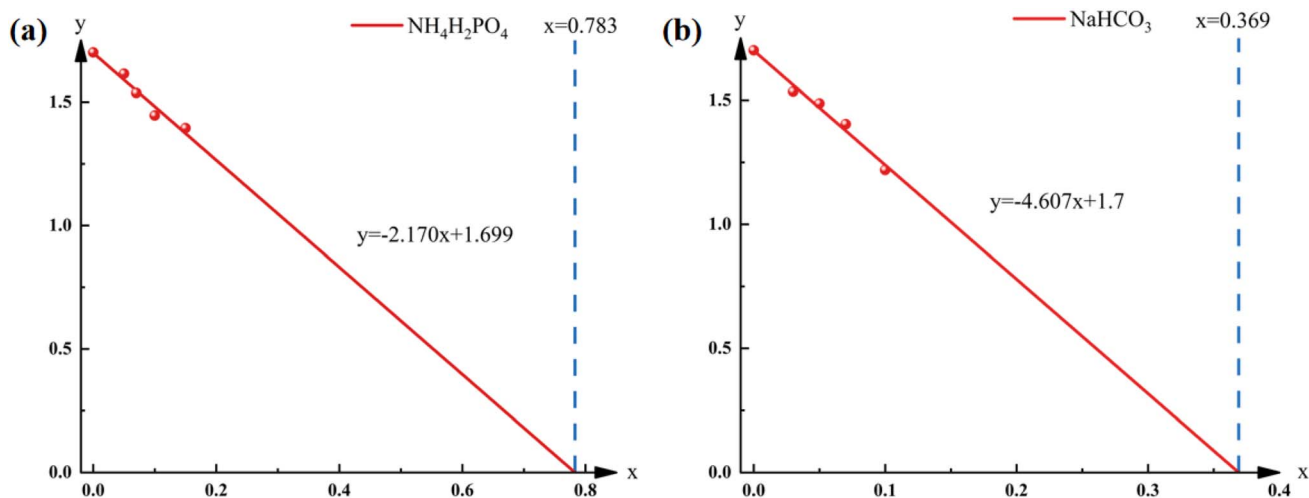 (a)
y
NH₄H₂PO₄
x=0.783
1.5
1.0
0.5
0.0
y=-2.170x+1.699
0.0 0.2 0.4 0.6 0.8
x
(b)
y
NaHCO₃
x=0.369
1.5
1.0
0.5
0.0
y=-4.607x+1.7
0.0 0.1 0.2 0.3 0.4
x